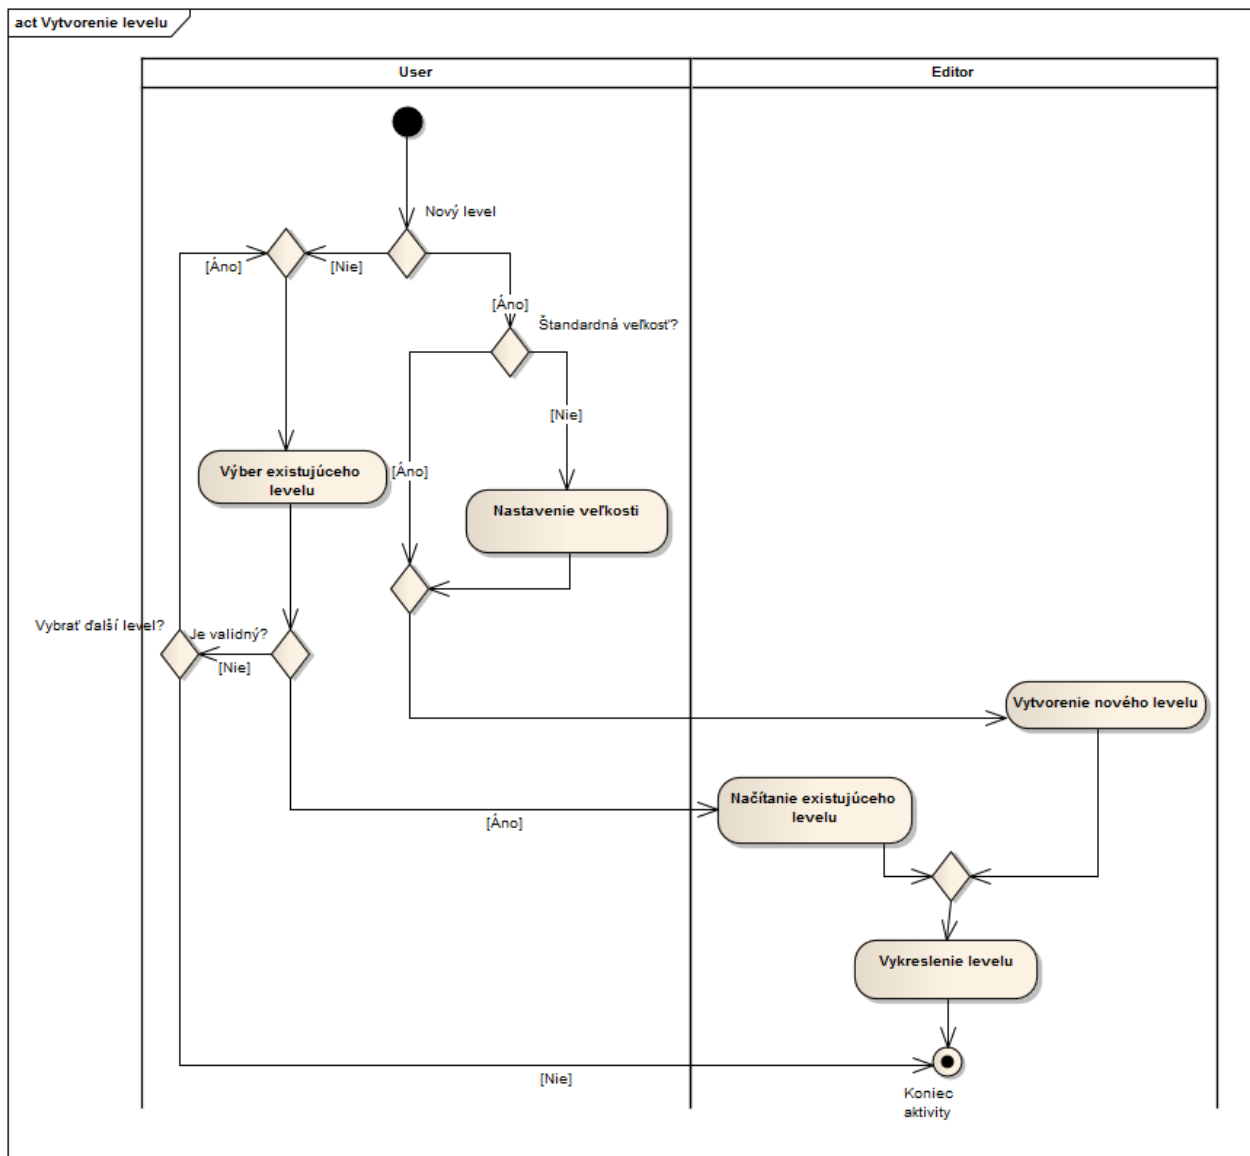 act Vytvorenie levelu
User
Editor
Nový level
[Áno]
[Nie]
[Áno]
Štandardná veľkosť?
[Nie]
[Áno]
Výber existujúceho
levelu
Nastavenie veľkosti
Vybrať ďalší level?
Je validný?
[Nie]
Vytvorenie nového levelu
Načítanie existujúceho
levelu
[Áno]
Vykreslenie levelu
[Nie]
Koniec
aktivity